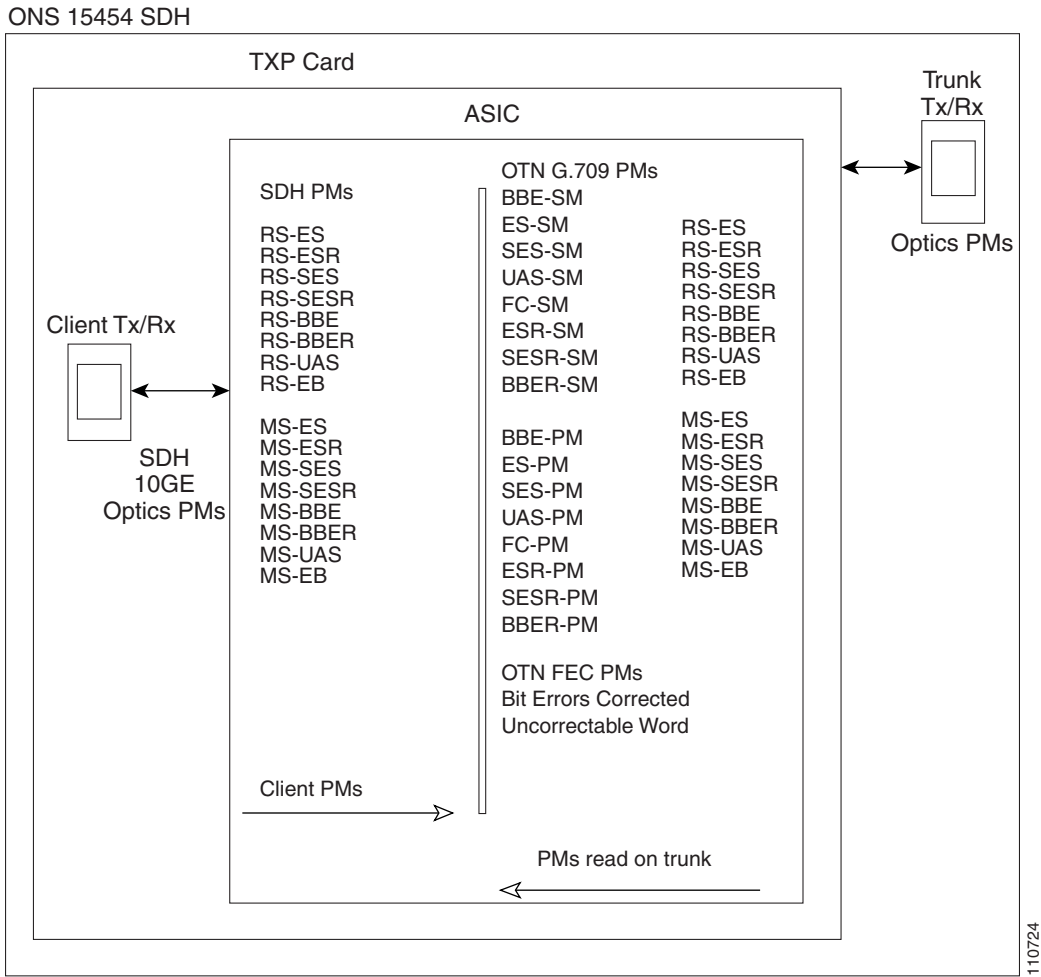 ONS 15454 SDH
TXP Card
ASIC
Trunk
Tx/Rx
Optics PMs
Client Tx/Rx
SDH
10GE
Optics PMs
SDH PMs
RS-ES
RS-ESR
RS-SES
RS-SESR
RS-BBE
RS-BBER
RS-UAS
RS-EB
MS-ES
MS-ESR
MS-SES
MS-SESR
MS-BBE
MS-BBER
MS-UAS
MS-EB
OTN G.709 PMs
BBE-SM
ES-SM
SES-SM
UAS-SM
FC-SM
ESR-SM
SESR-SM
BBER-SM
BBE-PM
ES-PM
SES-PM
UAS-PM
FC-PM
ESR-PM
SESR-PM
BBER-PM
OTN FEC PMs
Bit Errors Corrected
Uncorrectable Word
RS-ES
RS-ESR
RS-SES
RS-SESR
RS-BBE
RS-BBER
RS-UAS
RS-EB
MS-ES
MS-ESR
MS-SES
MS-SESR
MS-BBE
MS-BBER
MS-UAS
MS-EB
Client PMs
PMs read on trunk
110724